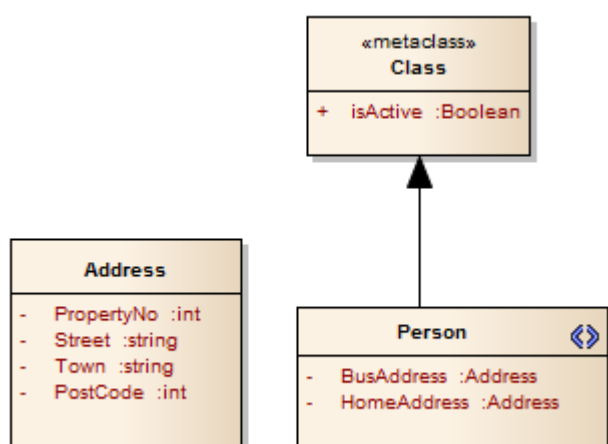 «metaclass»
Class
+ isActive :Boolean
Address
- PropertyNo :int
- Street :string
- Town :string
- PostCode :int
Person
- BusAddress :Address
- HomeAddress :Address